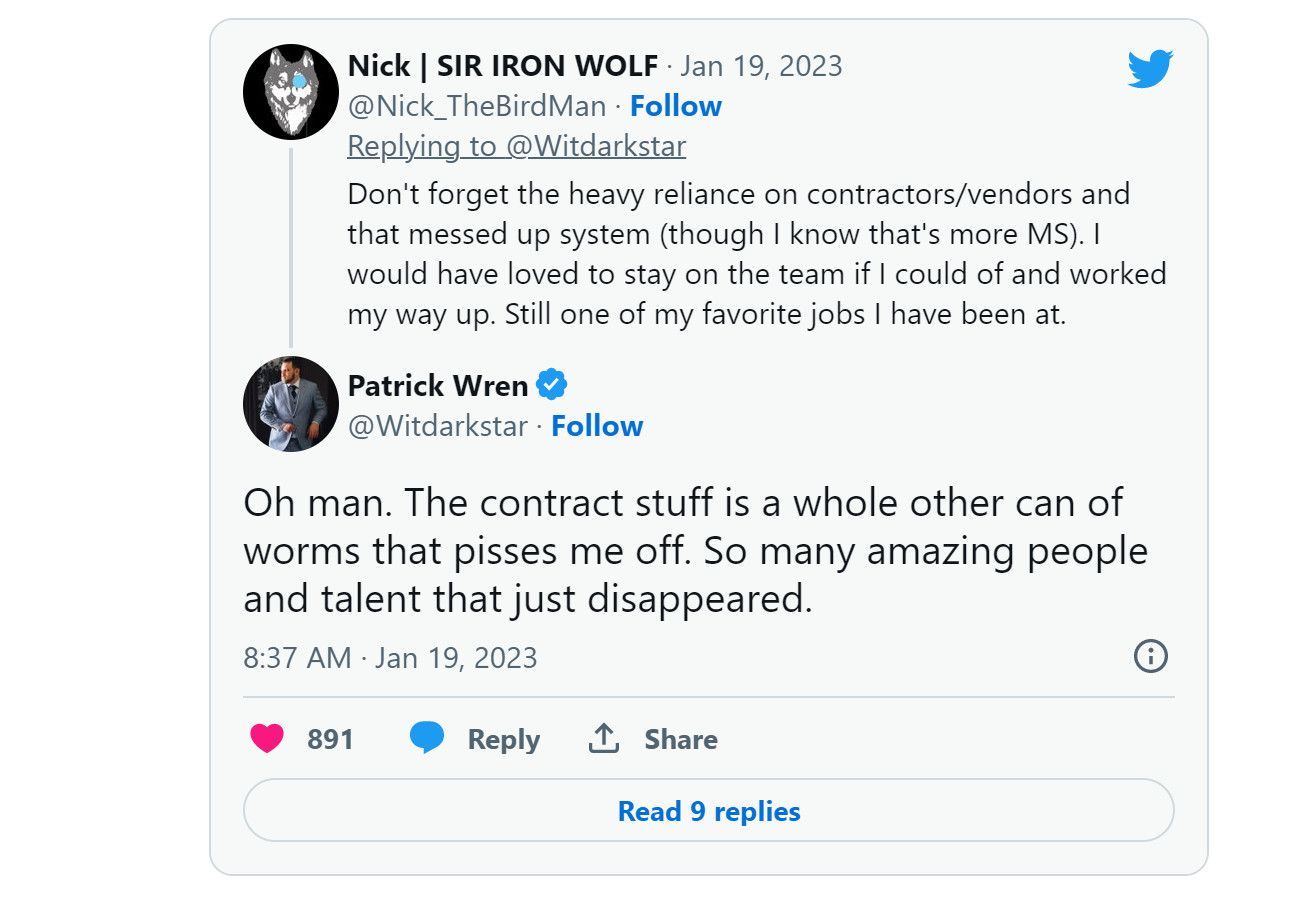 Nick | SIR IRON WOLF · Jan 19, 2023
@Nick_TheBirdMan · Follow
Replying to @Witdarkstar
Don't forget the heavy reliance on contractors/vendors and
that messed up system (though I know that's more MS). I
would have loved to stay on the team if I could of and worked
my way up. Still one of my favorite jobs I have been at.
Patrick Wren
@Witdarkstar · Follow
Oh man. The contract stuff is a whole other can of
worms that pisses me off. So many amazing people
and talent that just disappeared.
8:37 AM · Jan 19, 2023
891 Reply Share
Read 9 replies